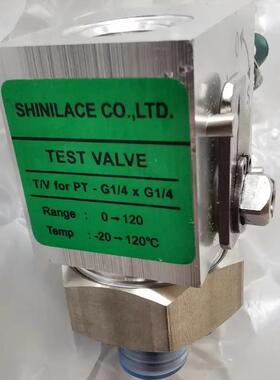 SHINILACE CO.,LTD.
TEST VALVE
T/V for PT - G1/4 x G1/4
Range : 0→120
Temp : -20→120℃